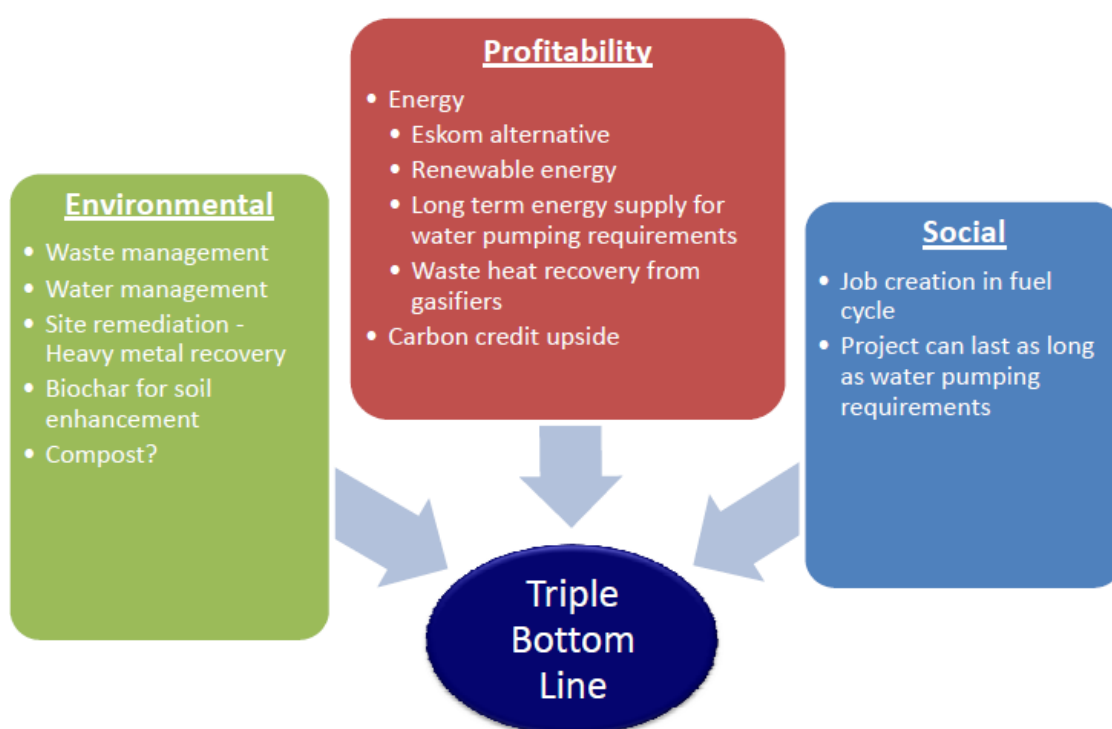 Profitability
• Energy
• Eskom alternative
• Renewable energy
• Long term energy supply for
water pumping requirements
• Waste heat recovery from
gasifiers
• Carbon credit upside
Environmental
• Waste management
• Water management
• Site remediation -
Heavy metal recovery
• Biochar for soil
enhancement
• Compost?
Social
• Job creation in fuel
cycle
• Project can last as long
as water pumping
requirements
Triple
Bottom
Line